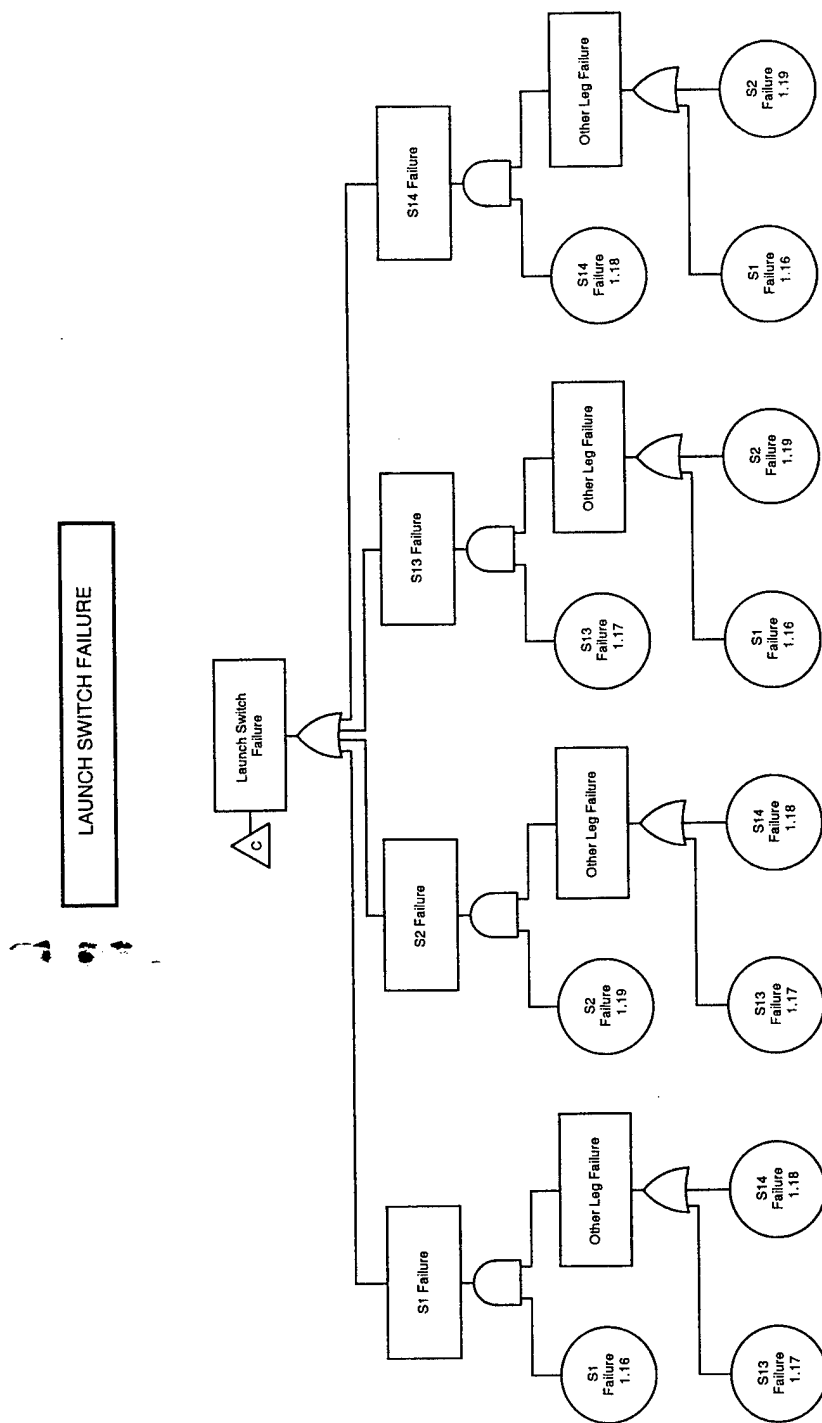 LAUNCH SWITCH FAILURE
Launch Switch
Failure
C
S1 Failure
S2 Failure
S13 Failure
S14 Failure
S1
Failure
1.16
Other Leg Failure
S2
Failure
1.19
Other Leg Failure
S13
Failure
1.17
Other Leg Failure
S14
Failure
1.18
Other Leg Failure
S13
Failure
1.17
S14
Failure
1.18
S13
Failure
1.17
S14
Failure
1.18
S1
Failure
1.16
S2
Failure
1.19
S1
Failure
1.16
S2
Failure
1.19